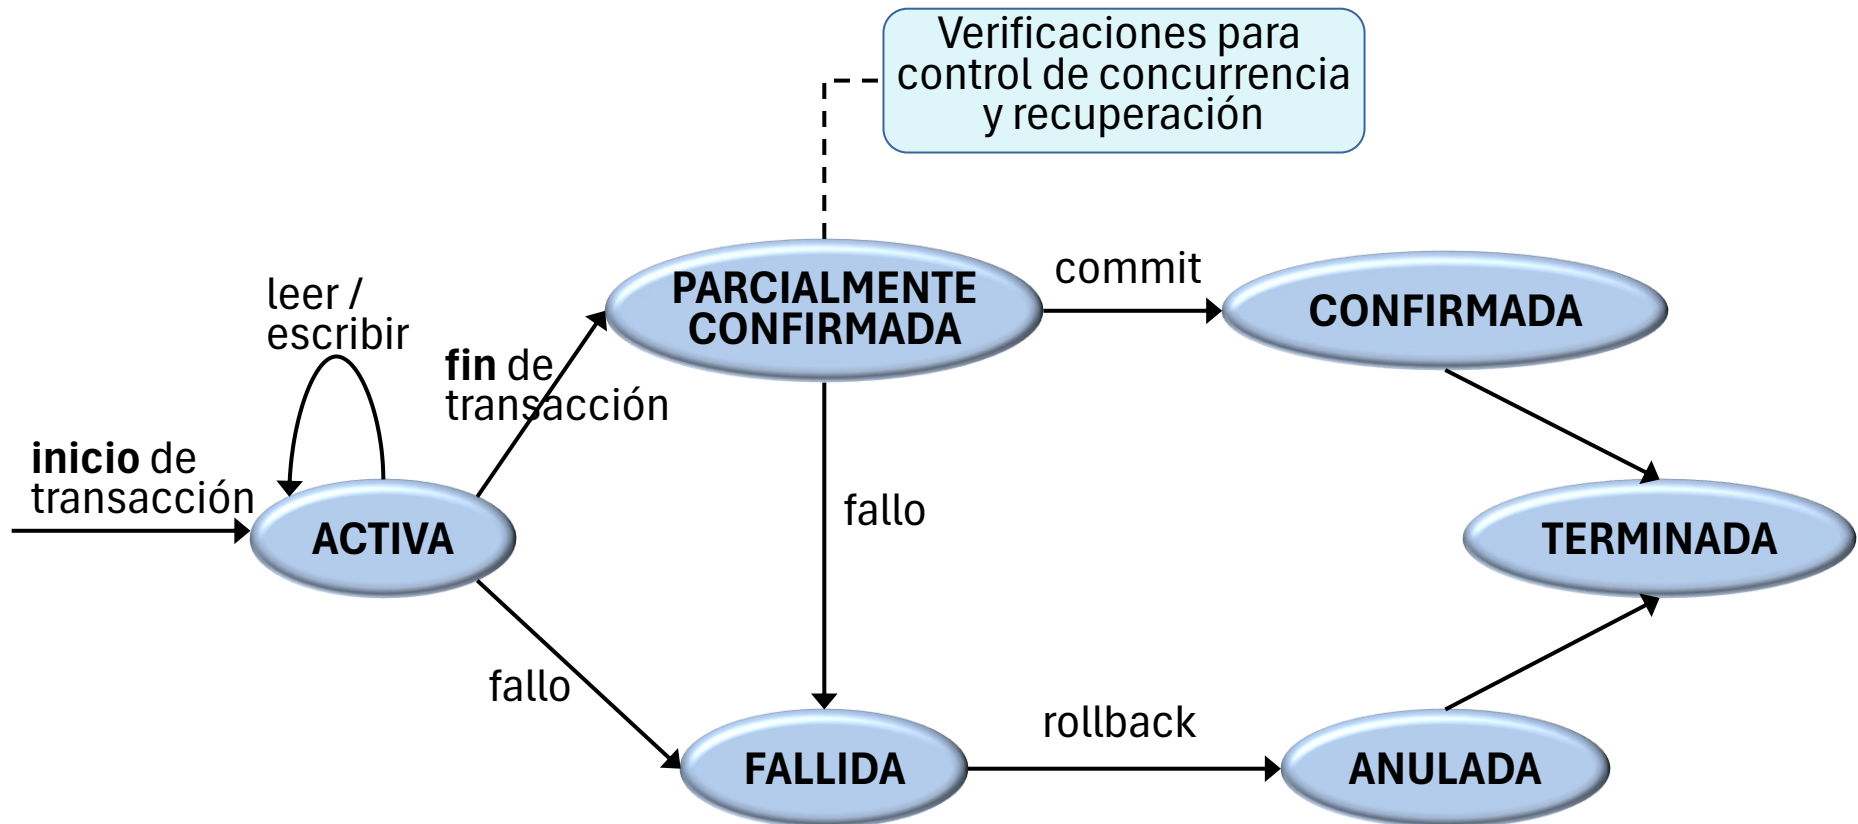 Verificaciones para
control de concurrencia
y recuperación
leer /
escribir
PARCIALMENTE
CONFIRMADA
commit
CONFIRMADA
fin de
transacción
inicio de
transacción
ACTIVA
fallo
TERMINADA
fallo
FALLIDA
rollback
ANULADA